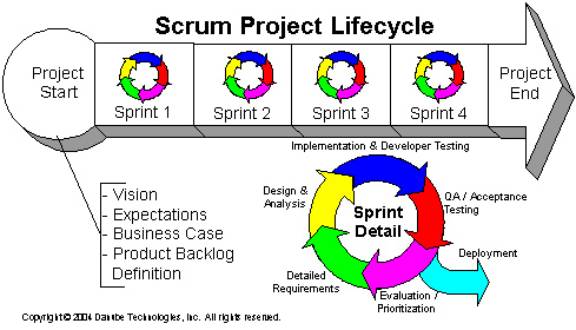 Scrum Project Lifecycle
Project
Start
Sprint 1
Sprint 2
Sprint 3
Sprint 4
Project
End
- Vision
- Expectations
- Business Case
- Product Backlog
Definition
Implementation & Developer Testing
Design &
Analysis
Sprint
Detail
QA / Acceptance
Testing
Deployment
Detailed
Requirements
Evaluation /
Prioritization
Copyright © 2004 Danube Technologies, Inc. All rights reserved.